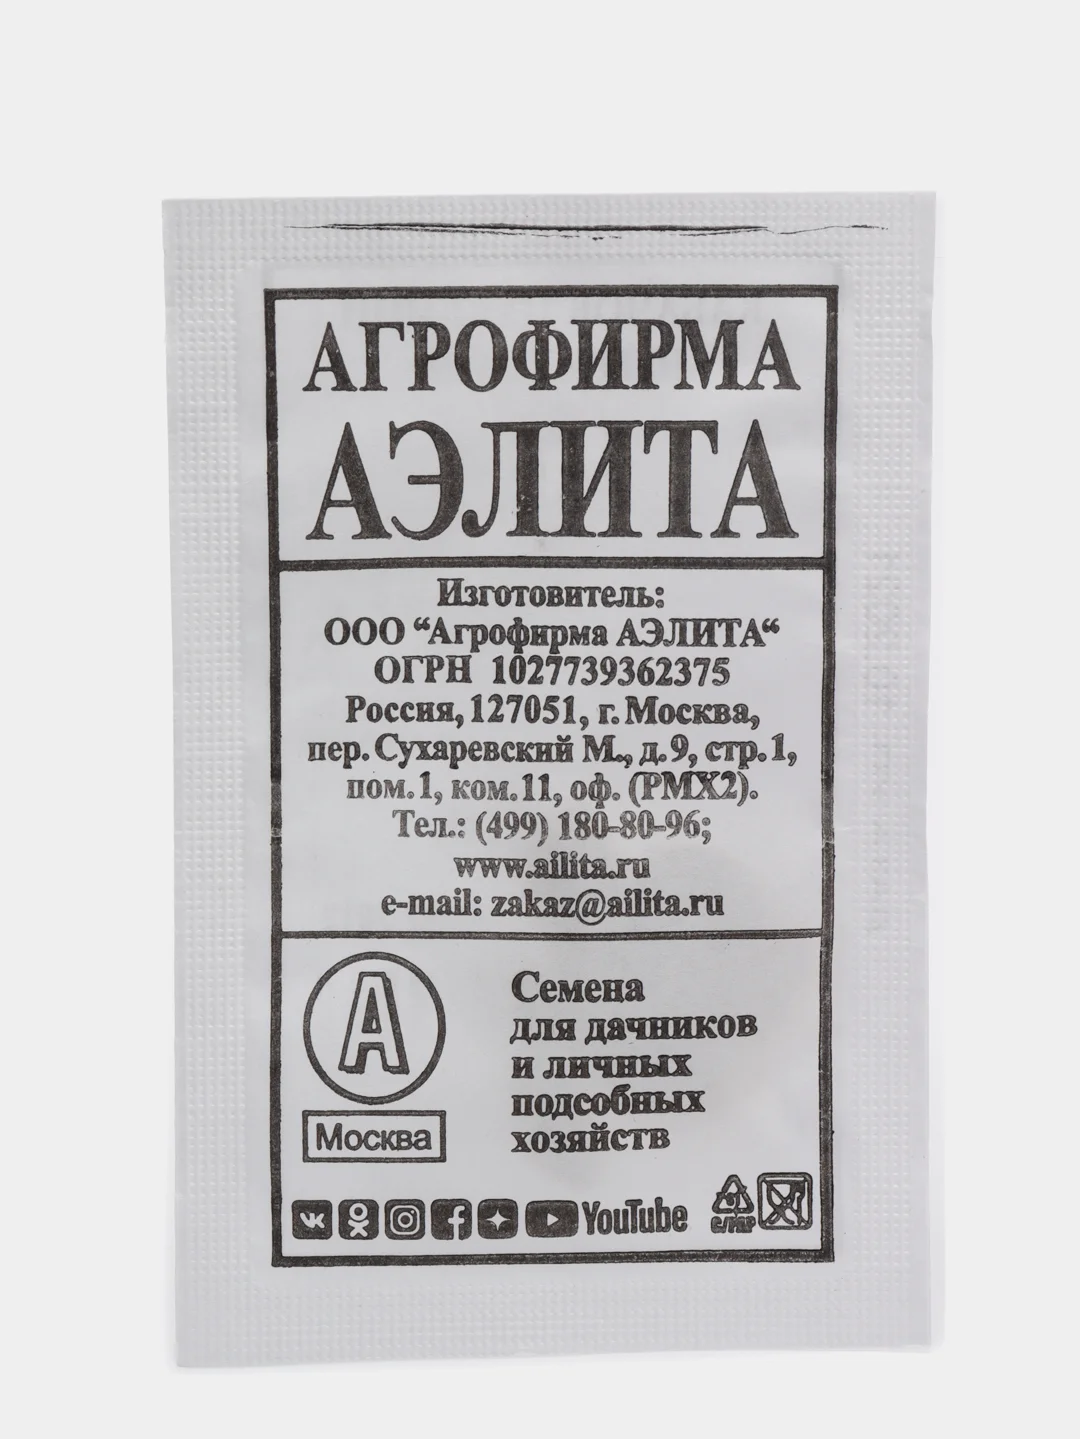 АГРОФИРМА
АЭЛИТА
Изготовитель:
ООО “Агрофирма АЭЛИТА“
ОГРН 1027739362375
Россия, 127051, г. Москва,
пер. Сухаревский М., д. 9, стр. 1,
пом. 1, ком. 11, оф. (РМХ2).
Тел.: (499) 180-80-96;
www.ailita.ru
e-mail: zakaz@ailita.ru
А
Москва
Семена
для дачников
и личных
подсобных
хозяйств
YouTube
C/PAP